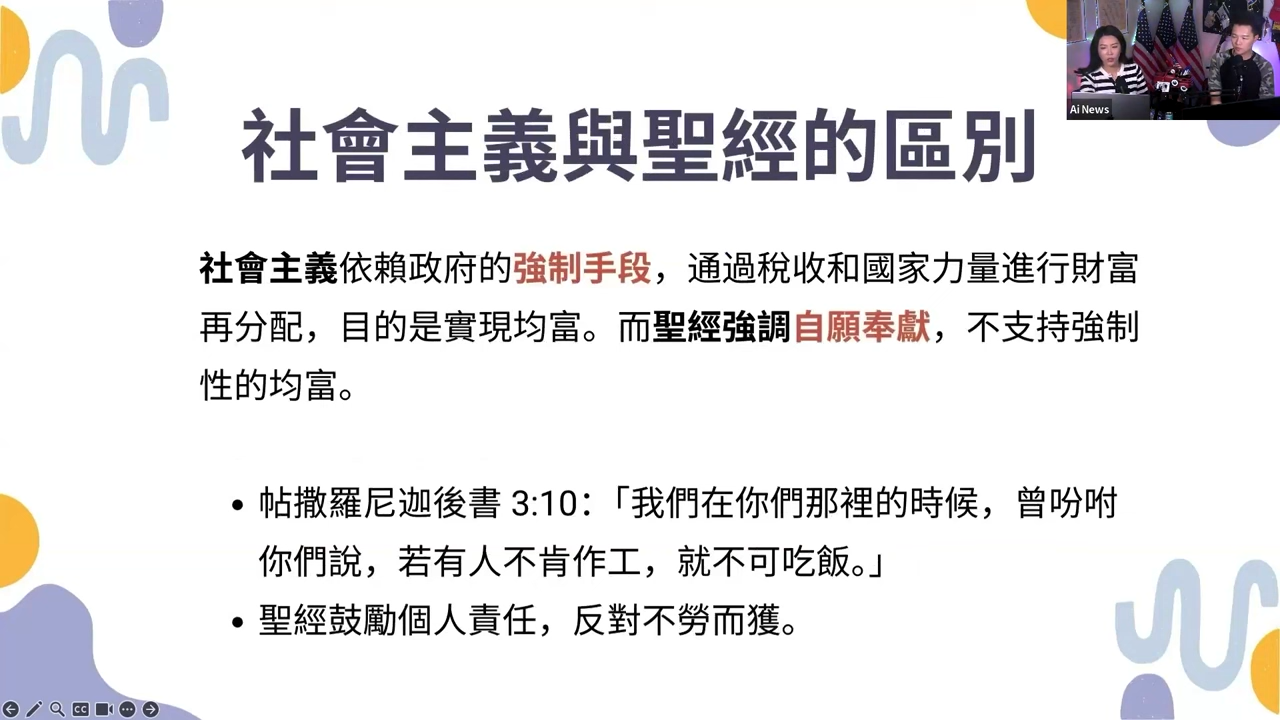 Ai News
社會主義與聖經的區別
社會主義依賴政府的強制手段，通過稅收和國家力量進行財富
再分配，目的是實現均富。而聖經強調自願奉獻，不支持強制
性的均富。
• 帖撒羅尼迦後書 3:10：「我們在你們那裡的時候，曾吩咐
你們說，若有人不肯作工，就不可吃飯。」
• 聖經鼓勵個人責任，反對不勞而獲。
CC